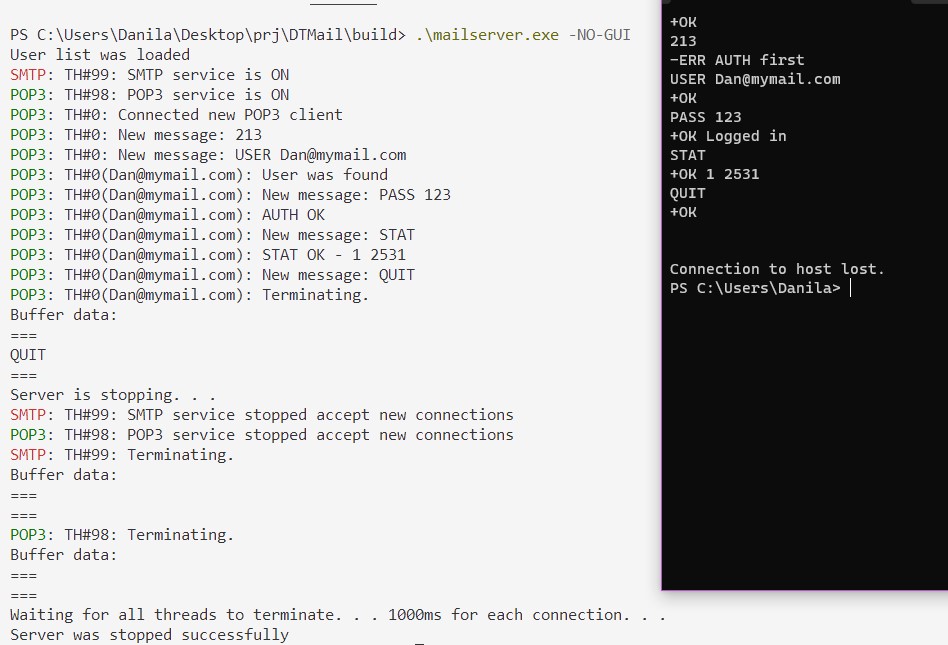 PS C:\Users\Danila\Desktop\prj\DTMail\build> .\mailserver.exe -NO-GUI
User list was loaded
SMTP: TH#99: SMTP service is ON
POP3: TH#98: POP3 service is ON
POP3: TH#0: Connected new POP3 client
POP3: TH#0: New message: 213
POP3: TH#0: New message: USER Dan@mymail.com
POP3: TH#0(Dan@mymail.com): User was found
POP3: TH#0(Dan@mymail.com): New message: PASS 123
POP3: TH#0(Dan@mymail.com): AUTH OK
POP3: TH#0(Dan@mymail.com): New message: STAT
POP3: TH#0(Dan@mymail.com): STAT OK - 1 2531
POP3: TH#0(Dan@mymail.com): New message: QUIT
POP3: TH#0(Dan@mymail.com): Terminating.
Buffer data:
===
QUIT
===
Server is stopping. . .
SMTP: TH#99: SMTP service stopped accept new connections
POP3: TH#98: POP3 service stopped accept new connections
SMTP: TH#99: Terminating.
Buffer data:
===
===
POP3: TH#98: Terminating.
Buffer data:
===
===
Waiting for all threads to terminate. . . 1000ms for each connection. . .
Server was stopped successfully
+OK
213
-ERR AUTH first
USER Dan@mymail.com
+OK
PASS 123
+OK Logged in
STAT
+OK 1 2531
QUIT
+OK
Connection to host lost.
PS C:\Users\Danila>